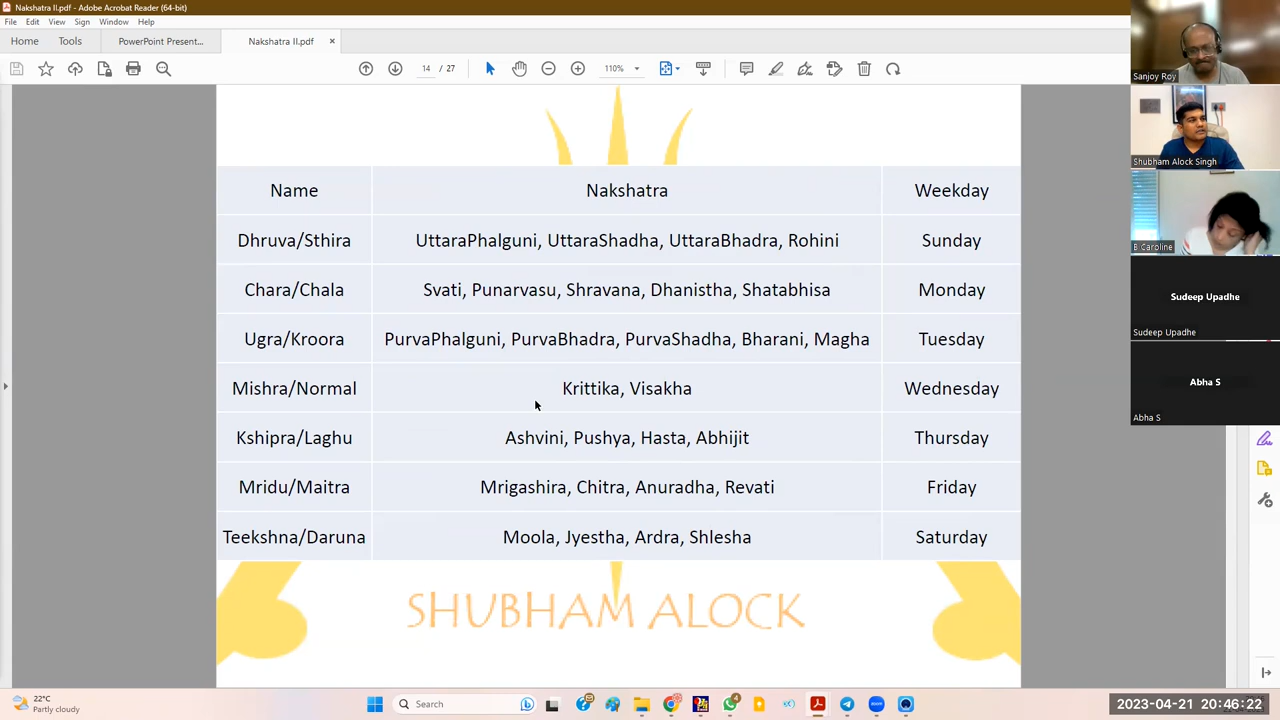 Nakshatra II.pdf - Adobe Acrobat Reader (64-bit)
File Edit View Sign Window Help
Home Tools PowerPoint Present... Nakshatra II.pdf ×
14 / 27 110%
Name Nakshatra Weekday
Dhruva/Sthira UttaraPhalguni, UttaraShadha, UttaraBhadra, Rohini Sunday
Chara/Chala Svati, Punarvasu, Shravana, Dhanistha, Shatabhisa Monday
Ugra/Kroora PurvaPhalguni, PurvaBhadra, PurvaShadha, Bharani, Magha Tuesday
Mishra/Normal Krittika, Visakha Wednesday
Kshipra/Laghu Ashvini, Pushya, Hasta, Abhijit Thursday
Mridu/Maitra Mrigashira, Chitra, Anuradha, Revati Friday
Teekshna/Daruna Moola, Jyestha, Ardra, Shlesha Saturday
SHUBHAM ALOCK
Sanjoy Roy
Shubham Alock Singh
B Caroline
Sudeep Upadhe
Sudeep Upadhe
Abha S
Abha S
22°C
Partly cloudy
Search
4
2023-04-21 20:46:22